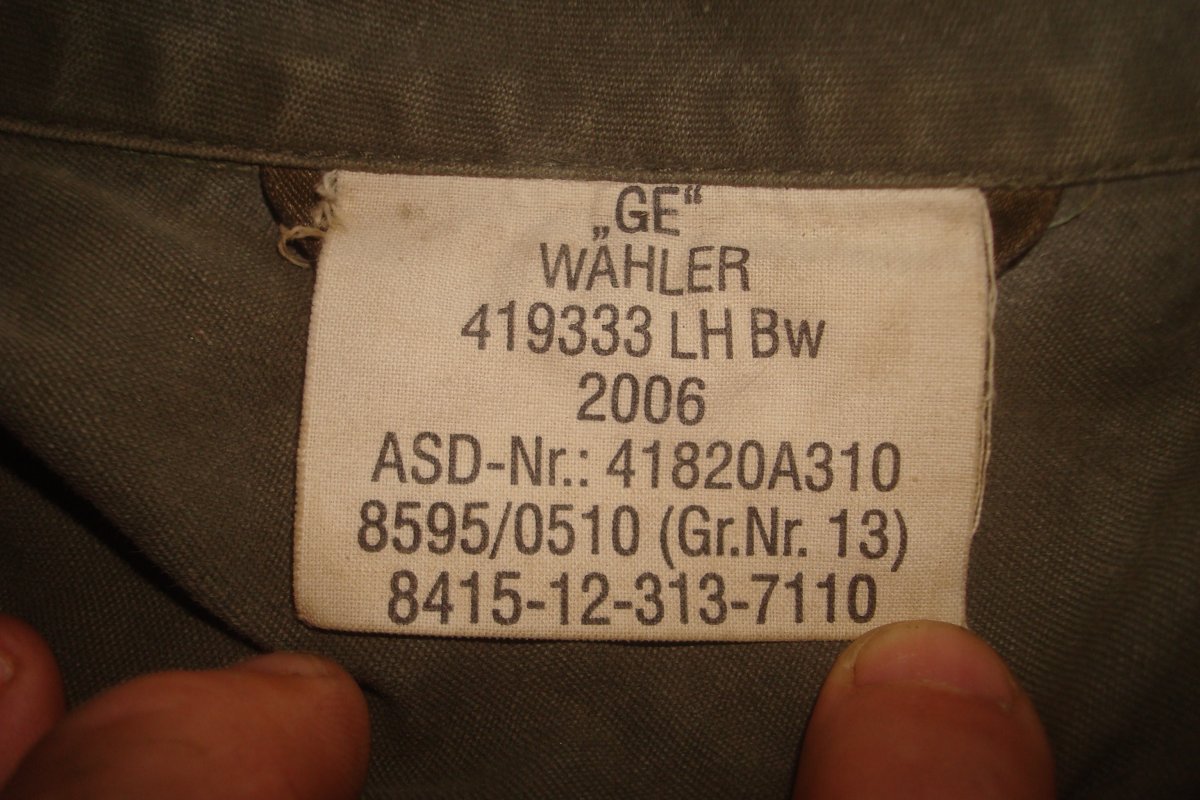 „GE“
WÄHLER
419333 LH Bw
2006
ASD-Nr.: 41820A310
8595/0510 (Gr.Nr. 13)
8415-12-313-7110